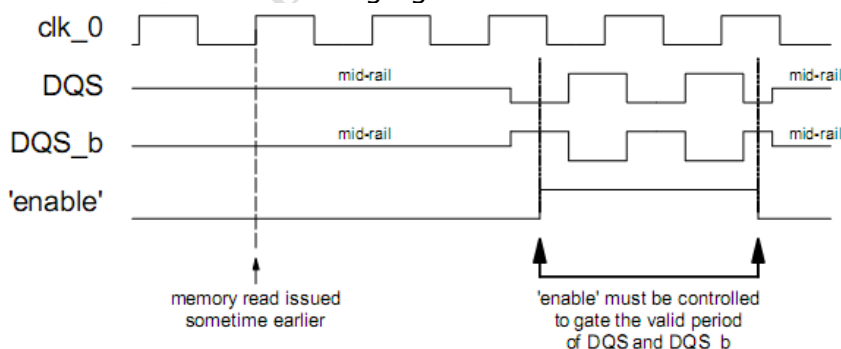 clk_0
mid-rail
mid-rail
DQS
mid-rail
mid-rail
DQS_b
'enable'
memory read issued
sometime earlier
'enable' must be controlled
to gate the valid period
of DQS and DQS_b